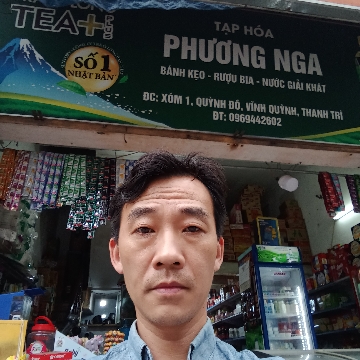 TEA+ PLUS
SỐ 1
NHẬT BẢN
TẠP HÓA
PHƯƠNG NGA
BÁNH KẸO - RƯỢU BIA - NƯỚC GIẢI KHÁT
ĐC: XÓM 1, QUỲNH ĐÔ, VĨNH QUỲNH, THANH TRÌ
ĐT: 0969442602